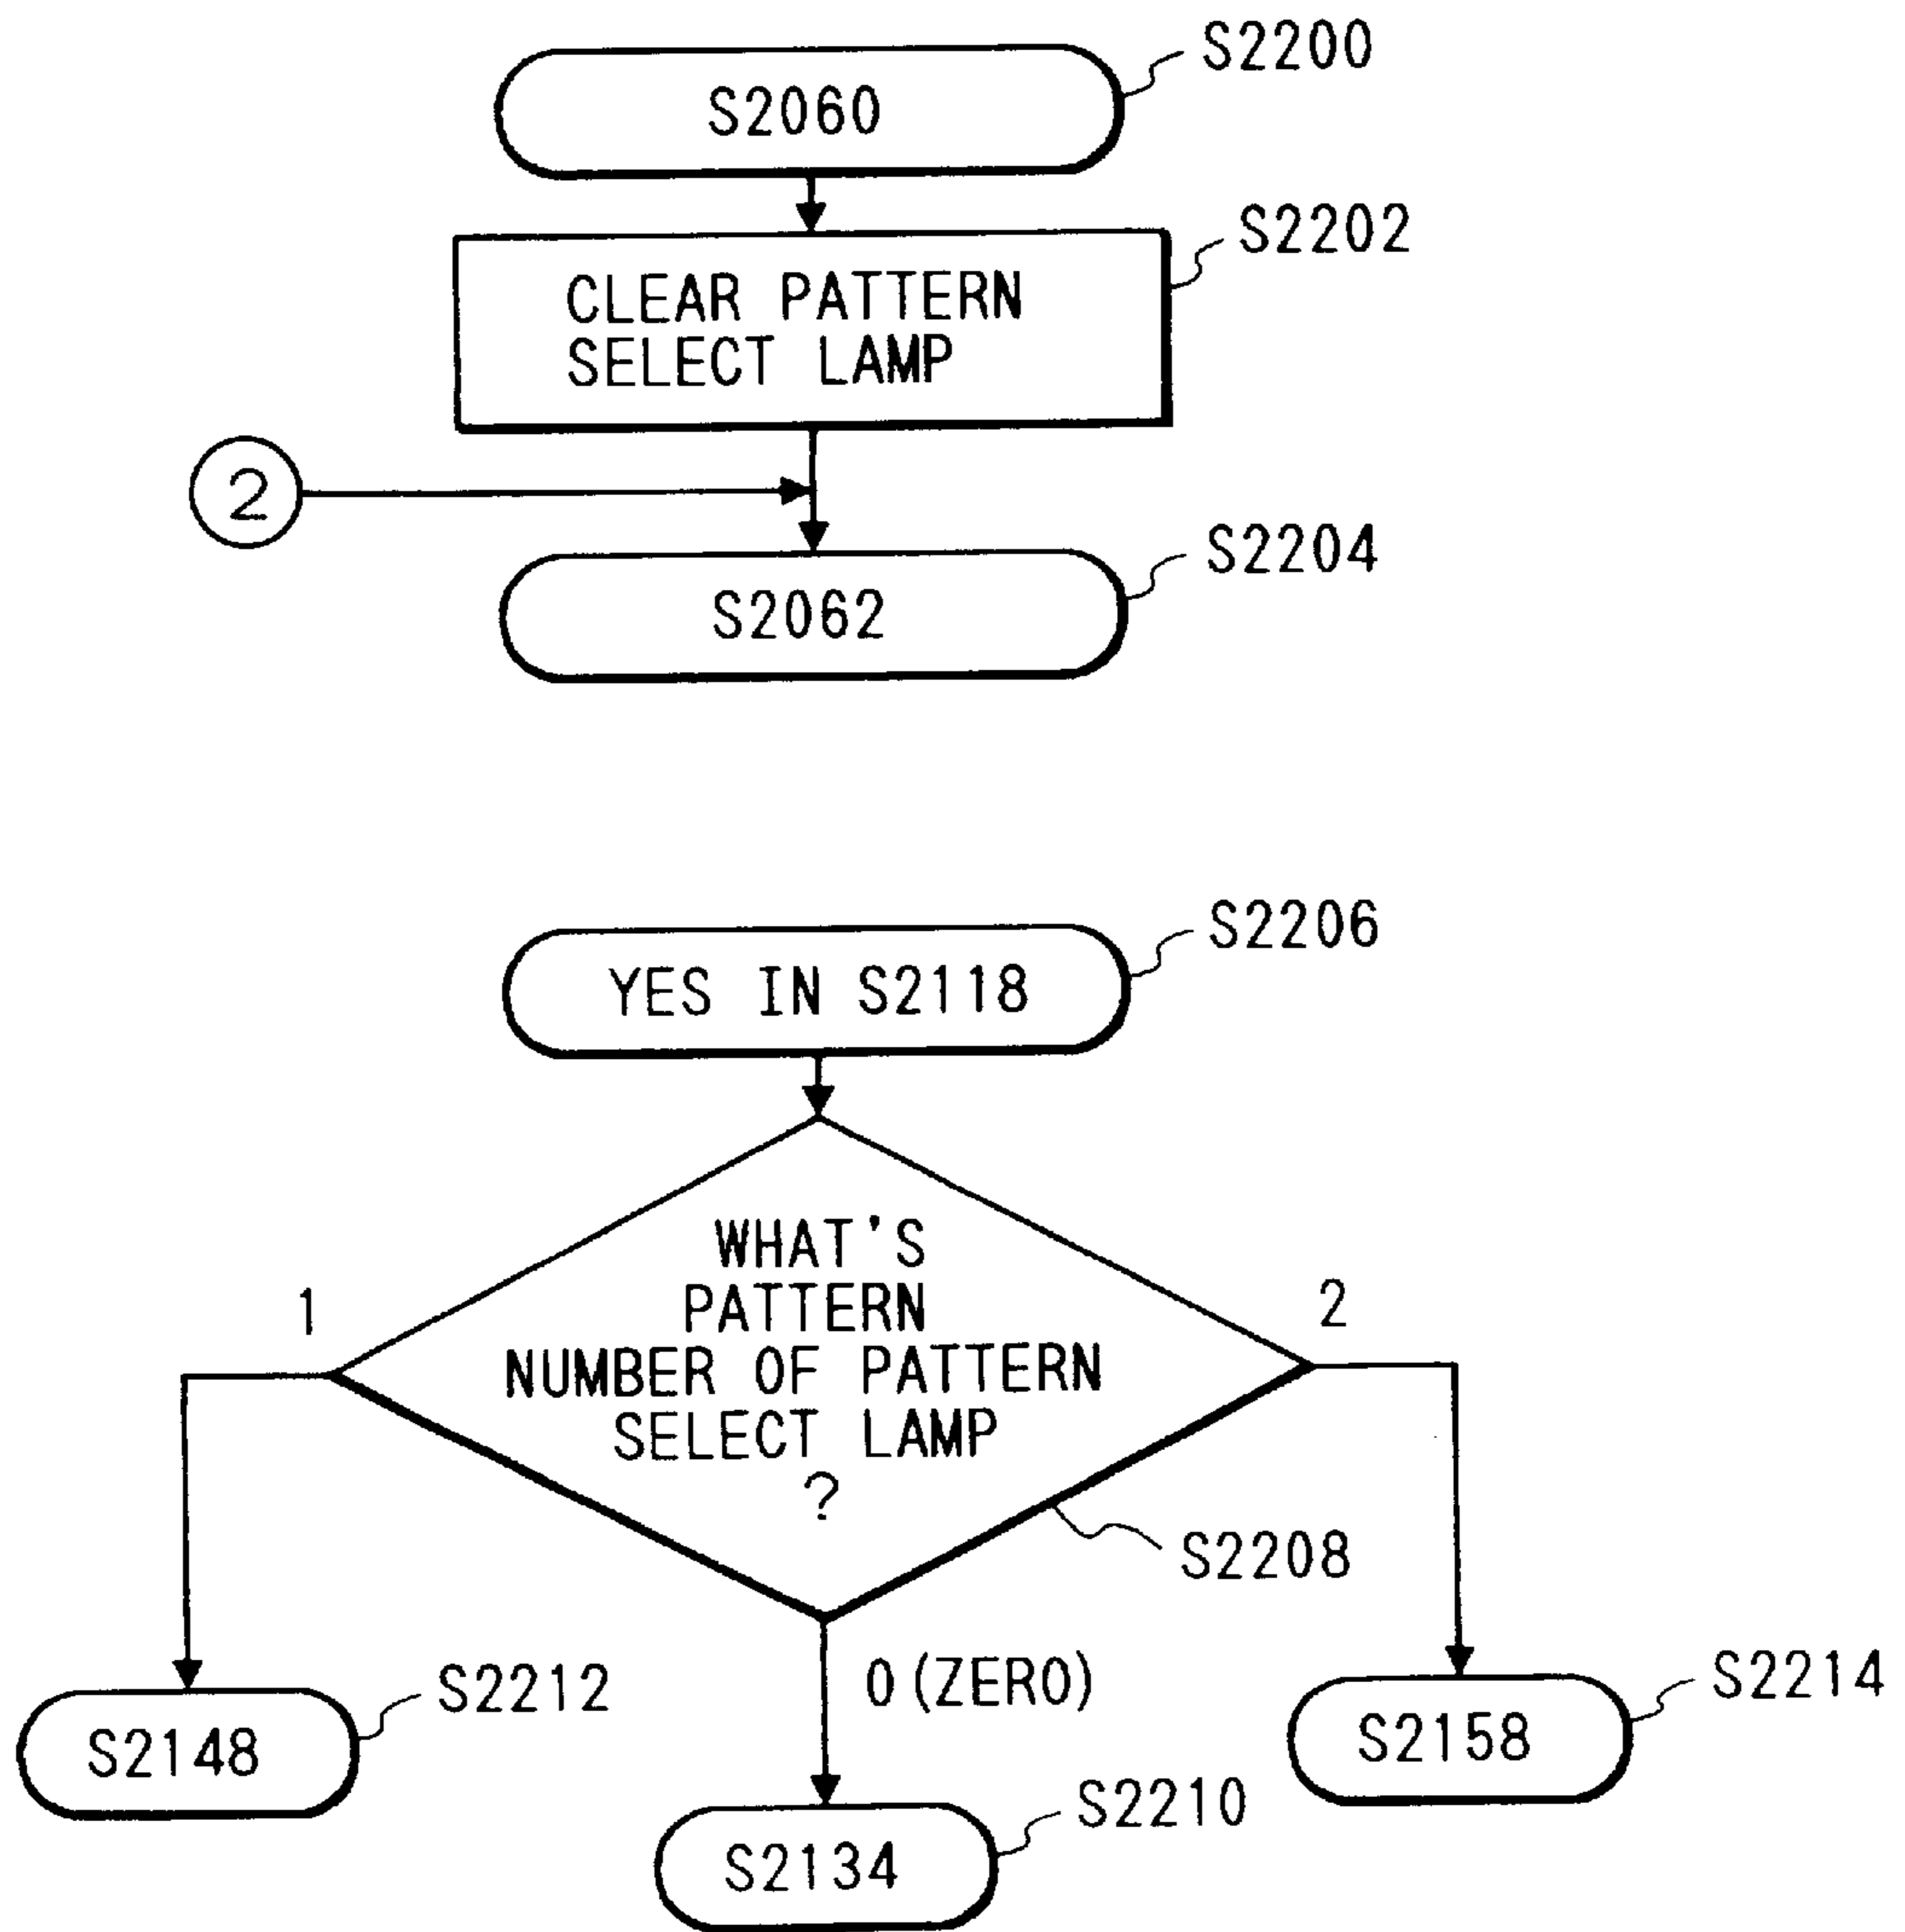 S2200
S2060
S2202
CLEAR PATTERN
SELECT LAMP
2
S2204
S2062
S2206
YES IN S2118
WHAT'S
PATTERN
NUMBER OF PATTERN
SELECT LAMP
?
1
2
S2208
0 (ZERO)
S2212
S2148
S2214
S2158
S2210
S2134